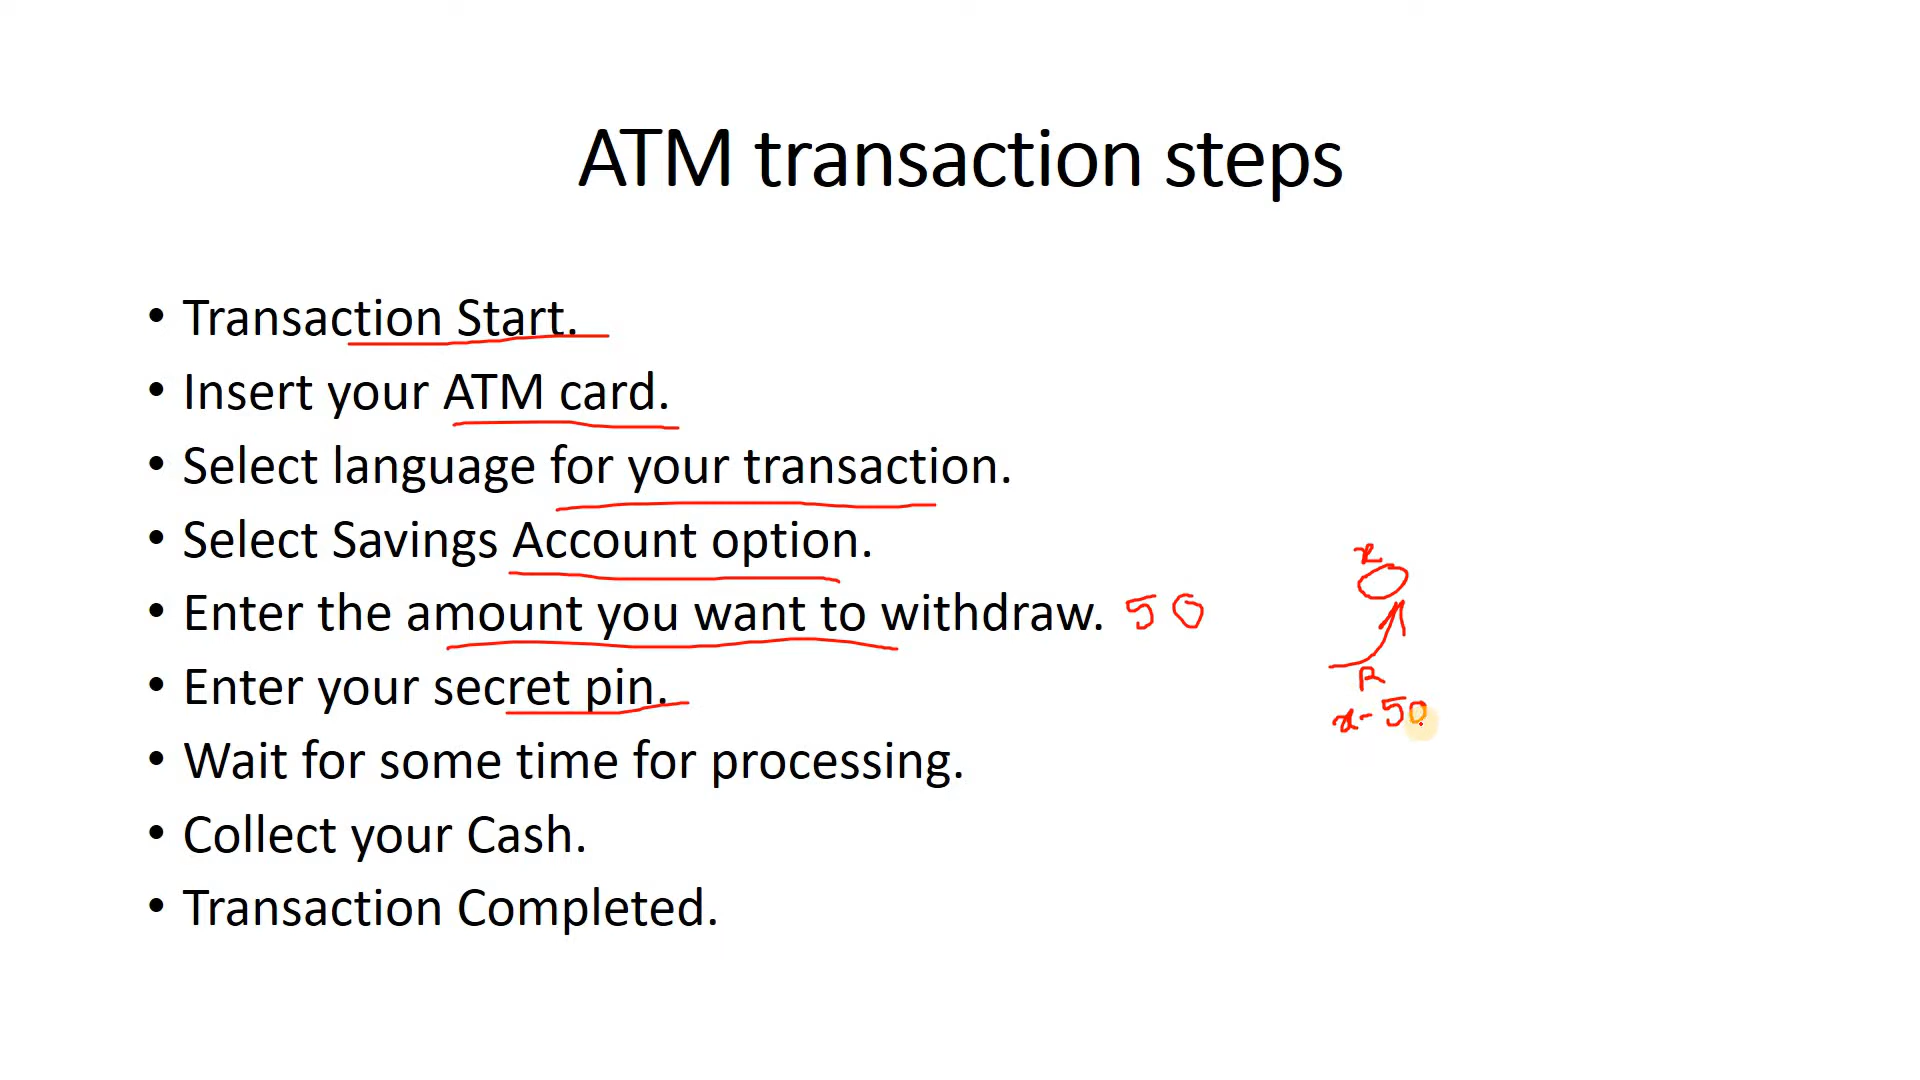 ATM transaction steps
• Transaction Start.
• Insert your ATM card.
• Select language for your transaction.
• Select Savings Account option.
• Enter the amount you want to withdraw. 50
• Enter your secret pin.
• Wait for some time for processing.
• Collect your Cash.
• Transaction Completed.
x
R
x-50